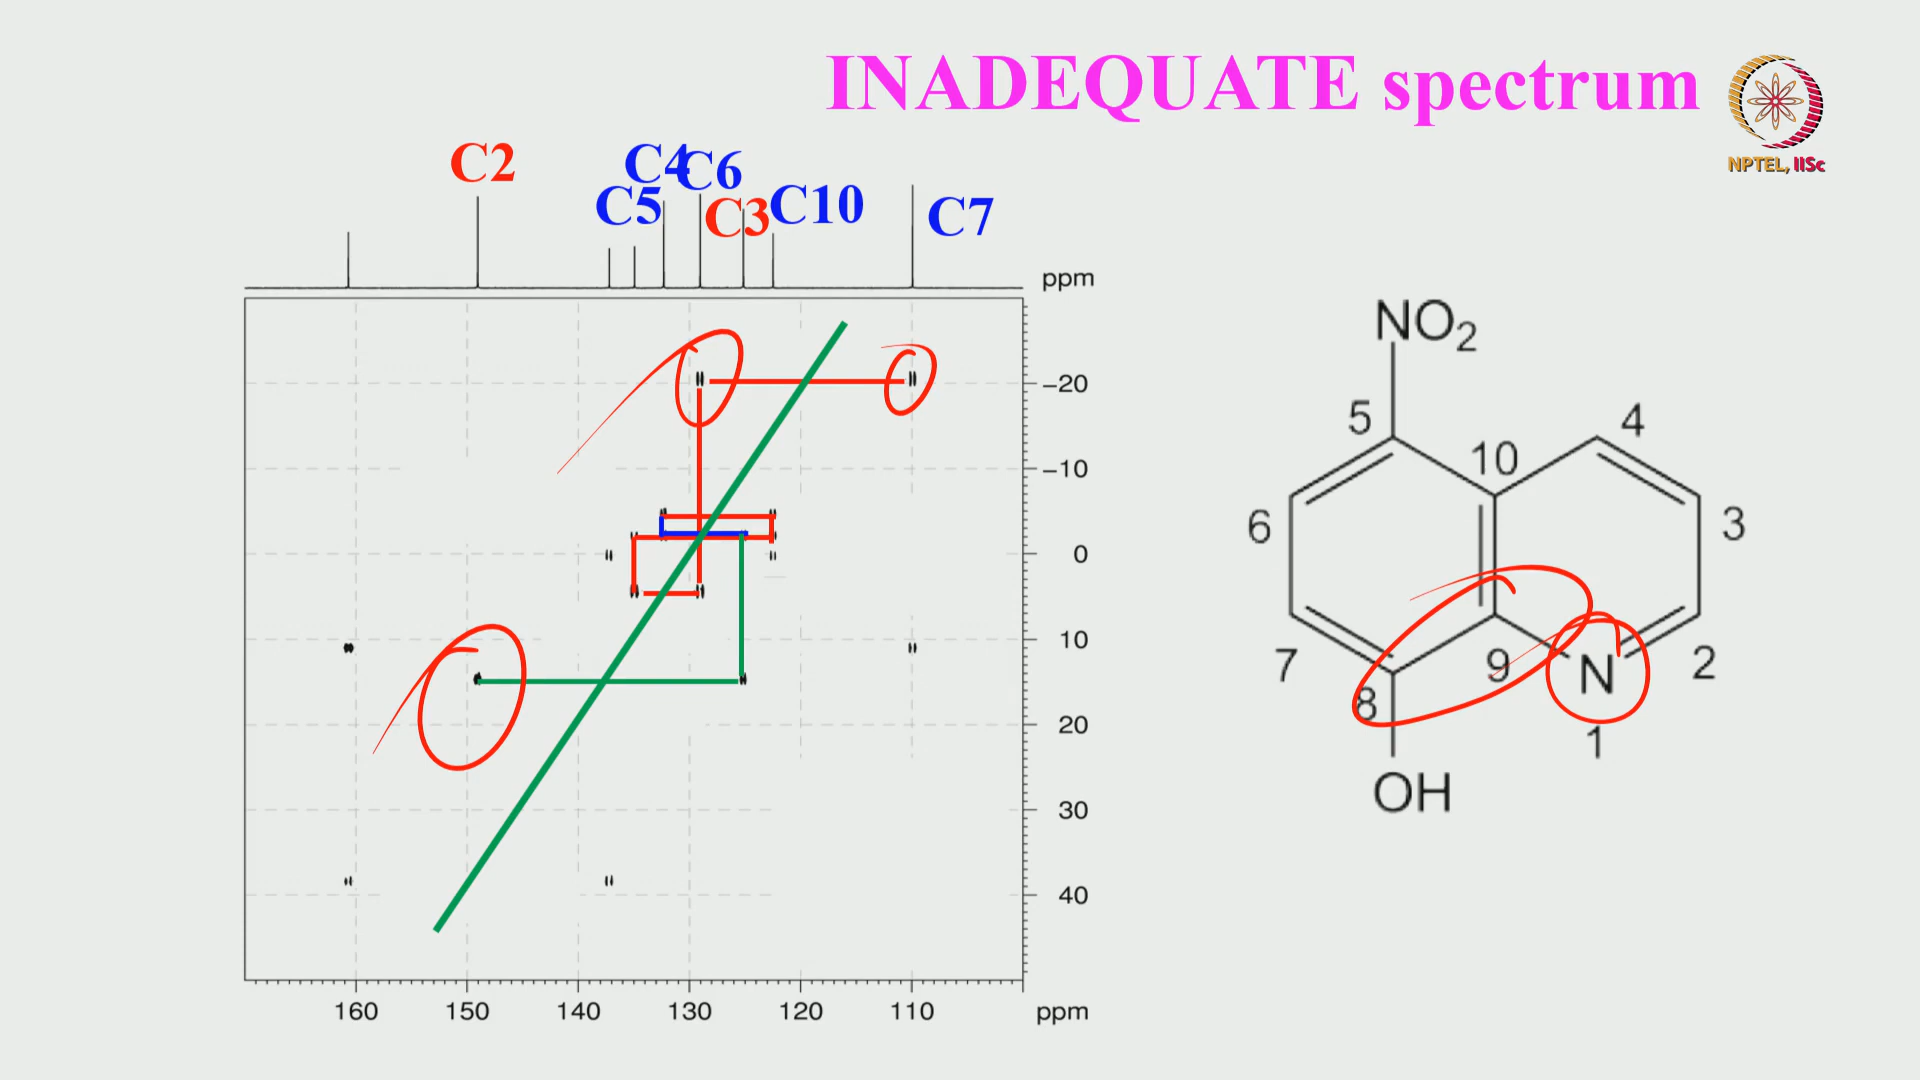 INADEQUATE spectrum
NPTEL, IISc
C2
C4
C6
C5
C3
C10
C7
ppm
-20
-10
0
10
20
30
40
160 150 140 130 120 110 ppm
NO2
5
4
10
6
3
7
9
N
2
8
1
OH